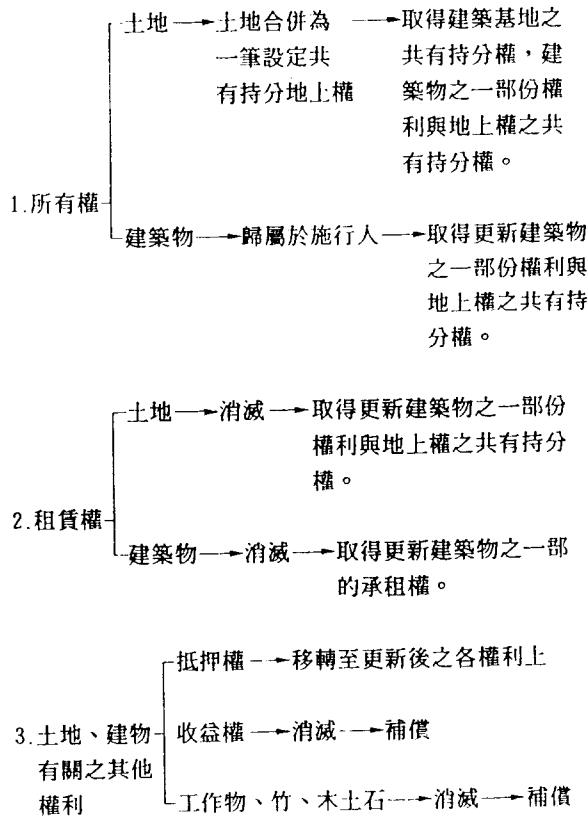 土地→土地合併為→取得建築基地之
一筆設定共 共有持分權，建
有持分地上權 築物之一部份權
利與地上權之共
有持分權。
1.所有權
建築物→歸屬於施行人→取得更新建築物
之一部份權利與
地上權之共有持
分權。
土地→消滅→取得更新建築物之一部份
權利與地上權之共有持分
權。
2.租賃權
建築物→消滅→取得更新建築物之一部
的承租權。
抵押權→移轉至更新後之各權利上
3.土地、建物 收益權→消滅→補償
有關之其他
權利 工作物、竹、木土石→消滅→補償